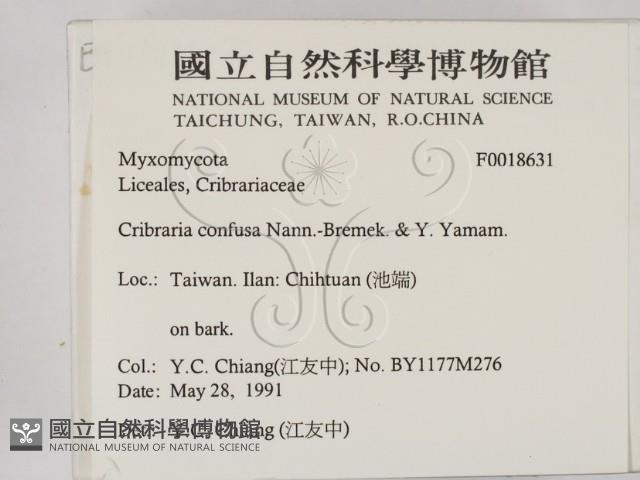 國立自然科學博物館
NATIONAL MUSEUM OF NATURAL SCIENCE
TAICHUNG, TAIWAN, R.O.CHINA
Myxomycota F0018631
Liceales, Cribrariaceae
Cribraria confusa Nann.-Bremek. & Y. Yamam.
Loc.: Taiwan. Ilan: Chihtuan (池端)
on bark.
Col.: Y.C. Chiang(江友中); No. BY1177M276
Date: May 28, 1991
Chiang (江友中)
國立自然科學博物館
NATIONAL MUSEUM OF NATURAL SCIENCE